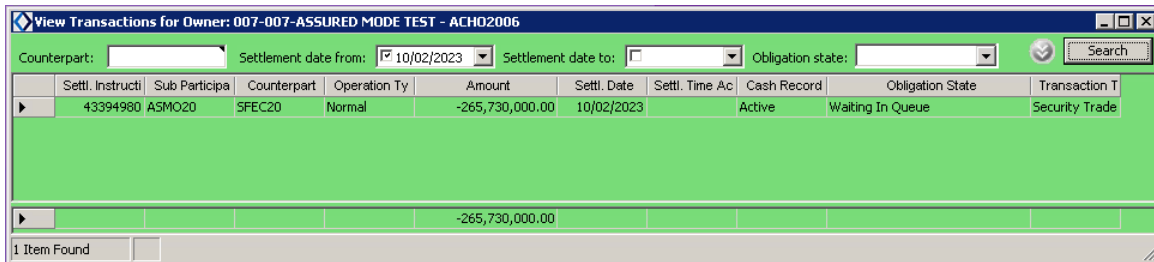 View Transactions for Owner: 007-007-ASSURED MODE TEST - ACHO2006
Counterpart: Settlement date from: 10/02/2023 Settlement date to: Obligation state: Search
Settl. Instructi Sub Participa Counterpart Operation Ty Amount Settl. Date Settl. Time Ac Cash Record Obligation State Transaction T
43394980 ASMO20 SFEC20 Normal -265,730,000.00 10/02/2023 Active Waiting In Queue Security Trade
-265,730,000.00
1 Item Found